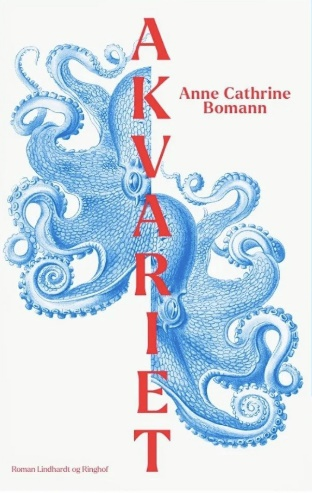 AKVARIET
Anne Cathrine
Bomann
Roman Lindhardt og Ringhof